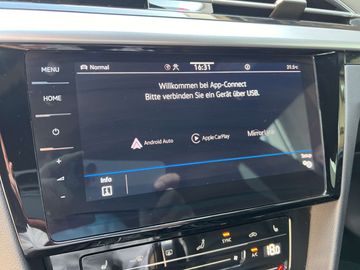 MENU
HOME
Normal
16:31
21.5°C
Willkommen bei App-Connect
Bitte verbinden Sie ein Gerät über USB.
Android Auto
Apple CarPlay
MirrorLink
Info
SYNC
A/C
18.0